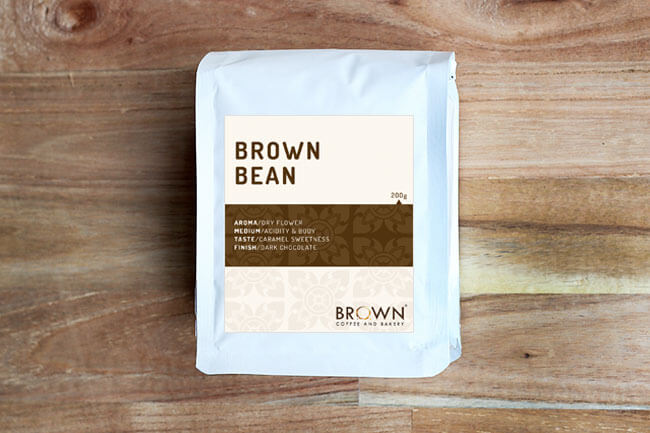 BROWN
BEAN
200g
AROMA/DRY FLOWER
MEDIUM/ACIDITY & BODY
TASTE/CARAMEL SWEETNESS
FINISH/DARK CHOCOLATE
BROWN®
COFFEE AND BAKERY